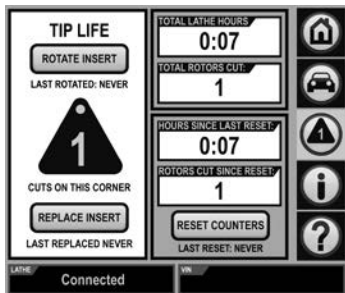 TIP LIFE
ROTATE INSERT
LAST ROTATED: NEVER
1
CUTS ON THIS CORNER
REPLACE INSERT
LAST REPLACED NEVER
TOTAL LATHE HOURS
0:07
TOTAL ROTORS CUT:
1
HOURS SINCE LAST RESET:
0:07
ROTORS CUT SINCE RESET:
1
RESET COUNTERS
LAST RESET: NEVER
1
i
?
LATHE
Connected
VIN